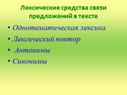 Лексические средства связи
предложений в тексте
Однотематическая лексика
Лексический повтор
Антонимы
Синонимы